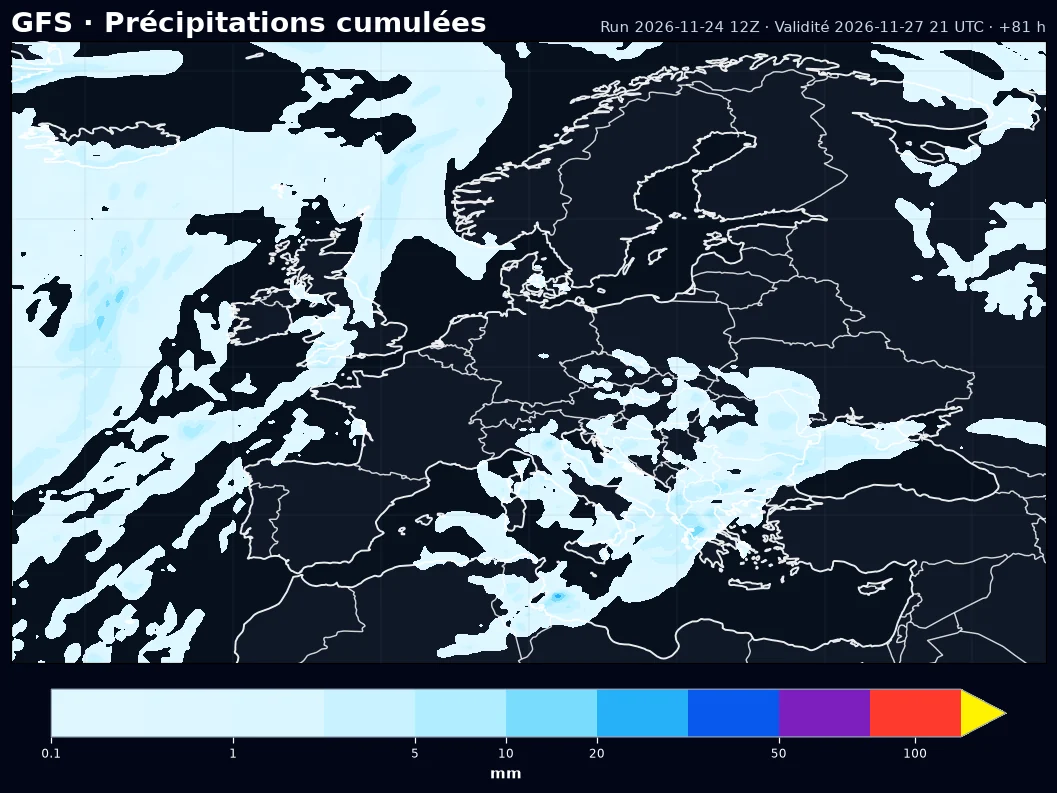 GFS · Précipitations cumulées
Run 2026-11-24 12Z · Validité 2026-11-27 21 UTC · +81 h
0.1 1 5 10 20 50 100
mm